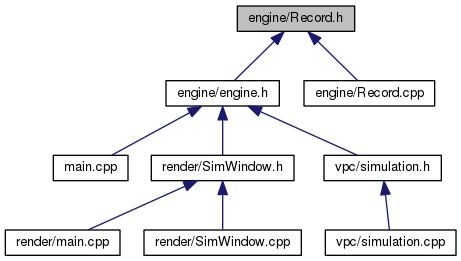 engine/Record.h
engine/engine.h
engine/Record.cpp
main.cpp
render/SimWindow.h
vpc/simulation.h
render/main.cpp
render/SimWindow.cpp
vpc/simulation.cpp